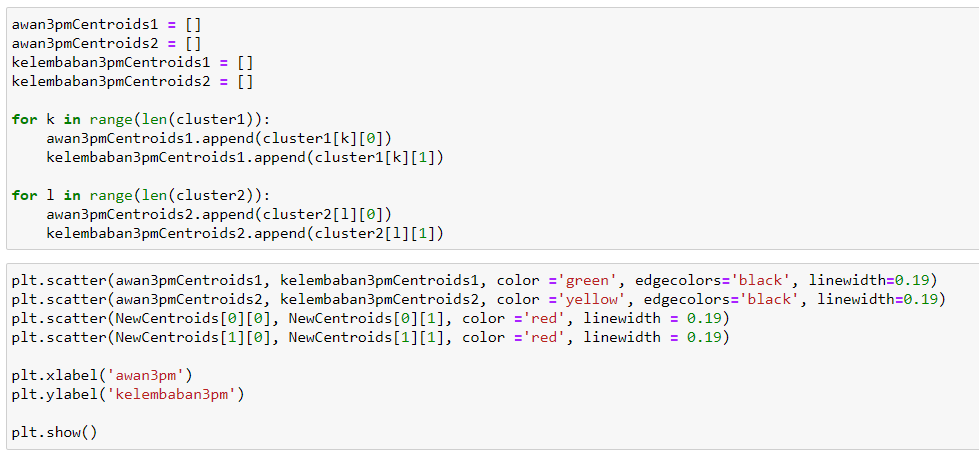 awan3pmCentroids1 = []
awan3pmCentroids2 = []
kelembaban3pmCentroids1 = []
kelembaban3pmCentroids2 = []

for k in range(len(cluster1)):
    awan3pmCentroids1.append(cluster1[k][0])
    kelembaban3pmCentroids1.append(cluster1[k][1])

for l in range(len(cluster2)):
    awan3pmCentroids2.append(cluster2[l][0])
    kelembaban3pmCentroids2.append(cluster2[l][1])

plt.scatter(awan3pmCentroids1, kelembaban3pmCentroids1, color ='green', edgecolors='black', linewidth=0.19)
plt.scatter(awan3pmCentroids2, kelembaban3pmCentroids2, color ='yellow', edgecolors='black', linewidth=0.19)
plt.scatter(NewCentroids[0][0], NewCentroids[0][1], color ='red', linewidth = 0.19)
plt.scatter(NewCentroids[1][0], NewCentroids[1][1], color ='red', linewidth = 0.19)

plt.xlabel('awan3pm')
plt.ylabel('kelembaban3pm')

plt.show()